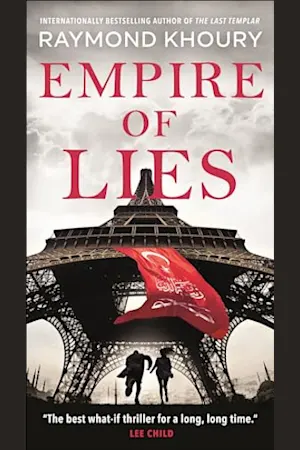 INTERNATIONALLY BESTSELLING AUTHOR OF THE LAST TEMPLAR
RAYMOND KHOURY
EMPIRE
OF
LIES
"The best what-if thriller for a long, long time."
LEE CHILD